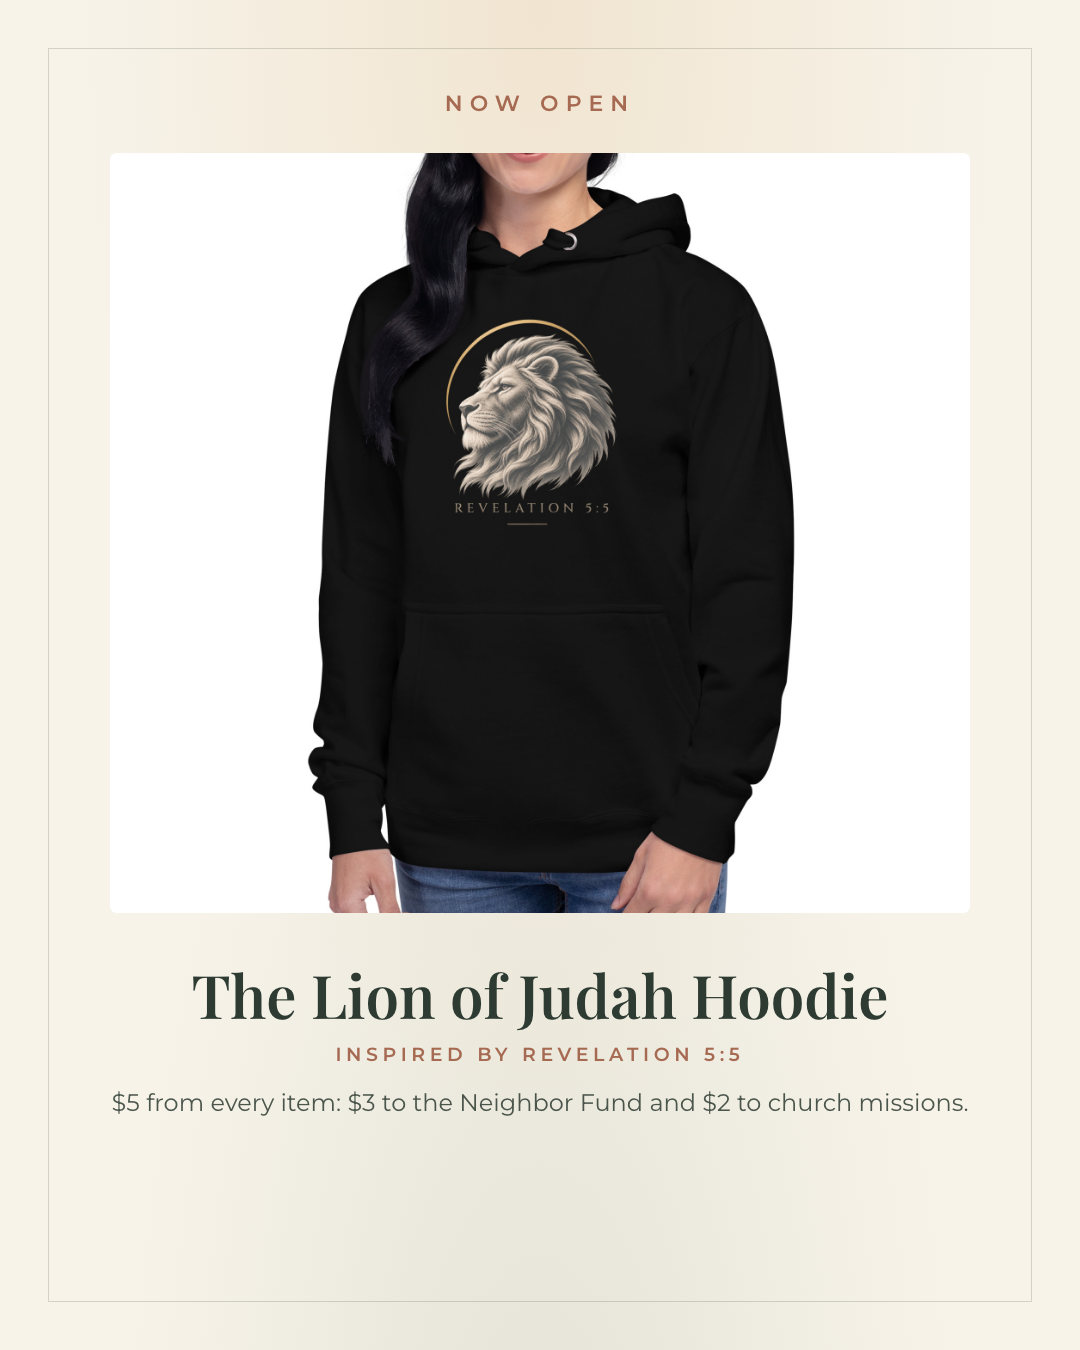 NOW OPEN
REVELATION 5:5
The Lion of Judah Hoodie
INSPIRED BY REVELATION 5:5
$5 from every item: $3 to the Neighbor Fund and $2 to church missions.